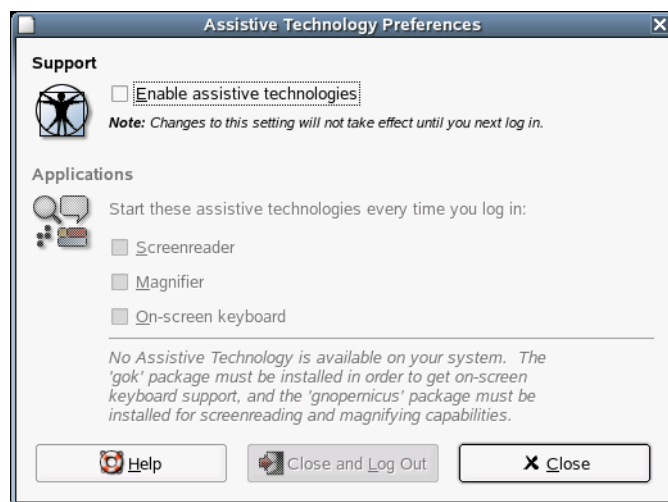 Assistive Technology Preferences
Support
Enable assistive technologies
Note: Changes to this setting will not take effect until you next log in.
Applications
Start these assistive technologies every time you log in:
Screenreader
Magnifier
On-screen keyboard
No Assistive Technology is available on your system. The
'gok' package must be installed in order to get on-screen
keyboard support, and the 'gnopernicus' package must be
installed for screenreading and magnifying capabilities.
Help
Close and Log Out
Close